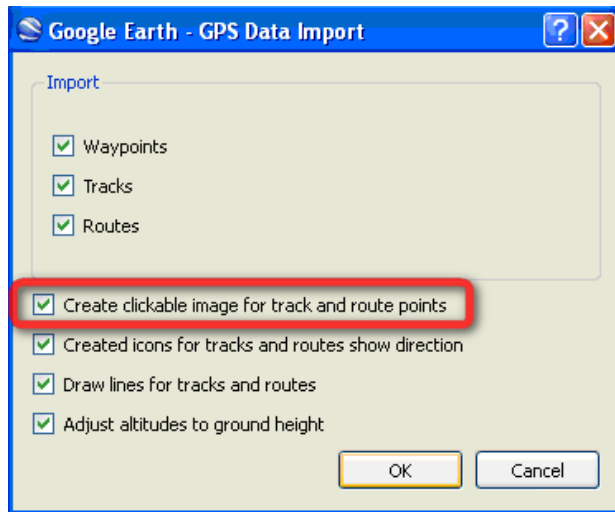 Google Earth - GPS Data Import
Import
Waypoints
Tracks
Routes
Create clickable image for track and route points
Created icons for tracks and routes show direction
Draw lines for tracks and routes
Adjust altitudes to ground height
OK Cancel